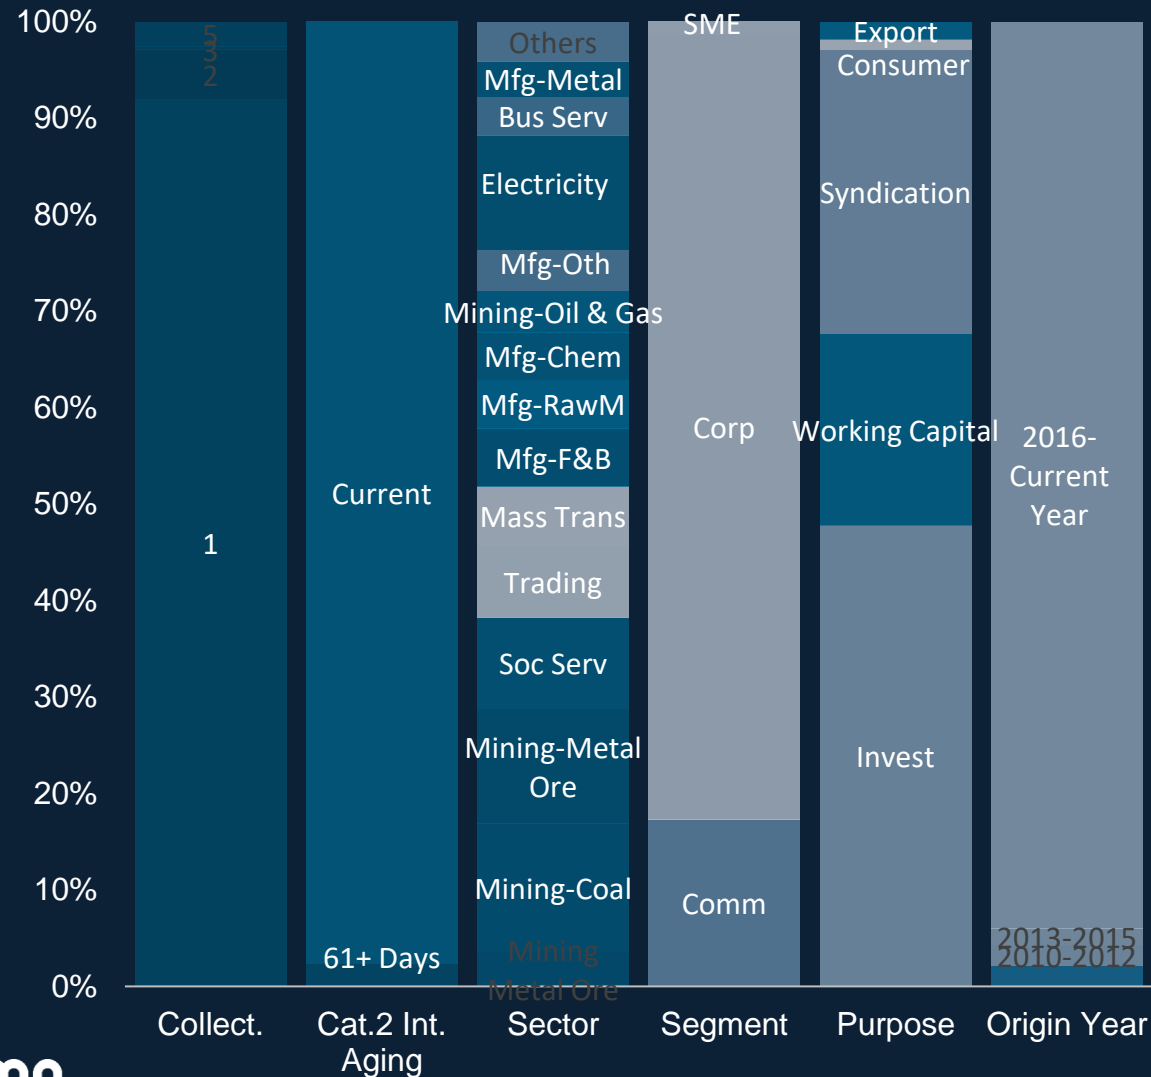 100%
90%
80%
70%
60%
50%
40%
30%
20%
10%
0%
5
3
2
1
Current
61+ Days
Others
Mfg-Metal
Bus Serv
Electricity
Mfg-Oth
Mining-Oil & Gas
Mfg-Chem
Mfg-RawM
Mfg-F&B
Mass Trans
Trading
Soc Serv
Mining-Metal
Ore
Mining-Coal
Mining
Metal Ore
SME
Corp
Comm
Export
Consumer
Syndication
Working Capital
Invest
2016-
Current
Year
2013-2015
2010-2012
Collect.
Cat.2 Int.
Aging
Sector
Segment
Purpose
Origin Year